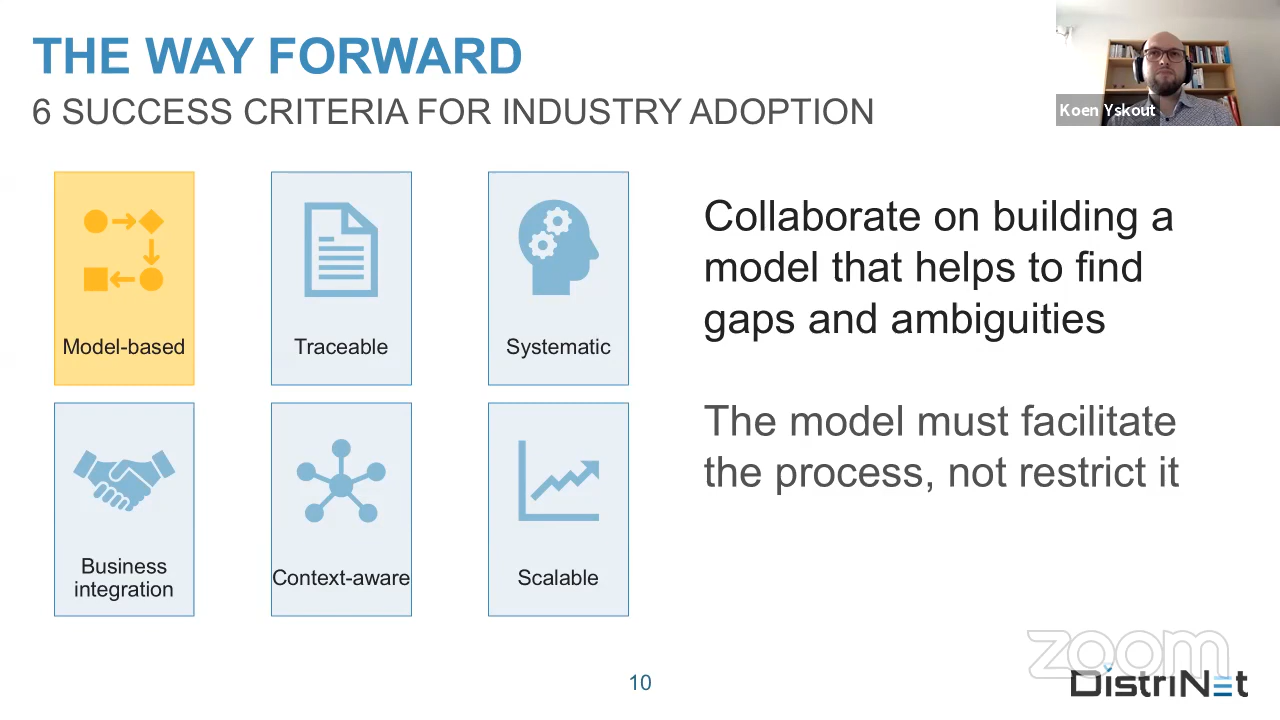 THE WAY FORWARD
6 SUCCESS CRITERIA FOR INDUSTRY ADOPTION
Koen Yskout
Model-based
Traceable
Systematic
Business
integration
Context-aware
Scalable
Collaborate on building a
model that helps to find
gaps and ambiguities
The model must facilitate
the process, not restrict it
zoom
DistriNet
10